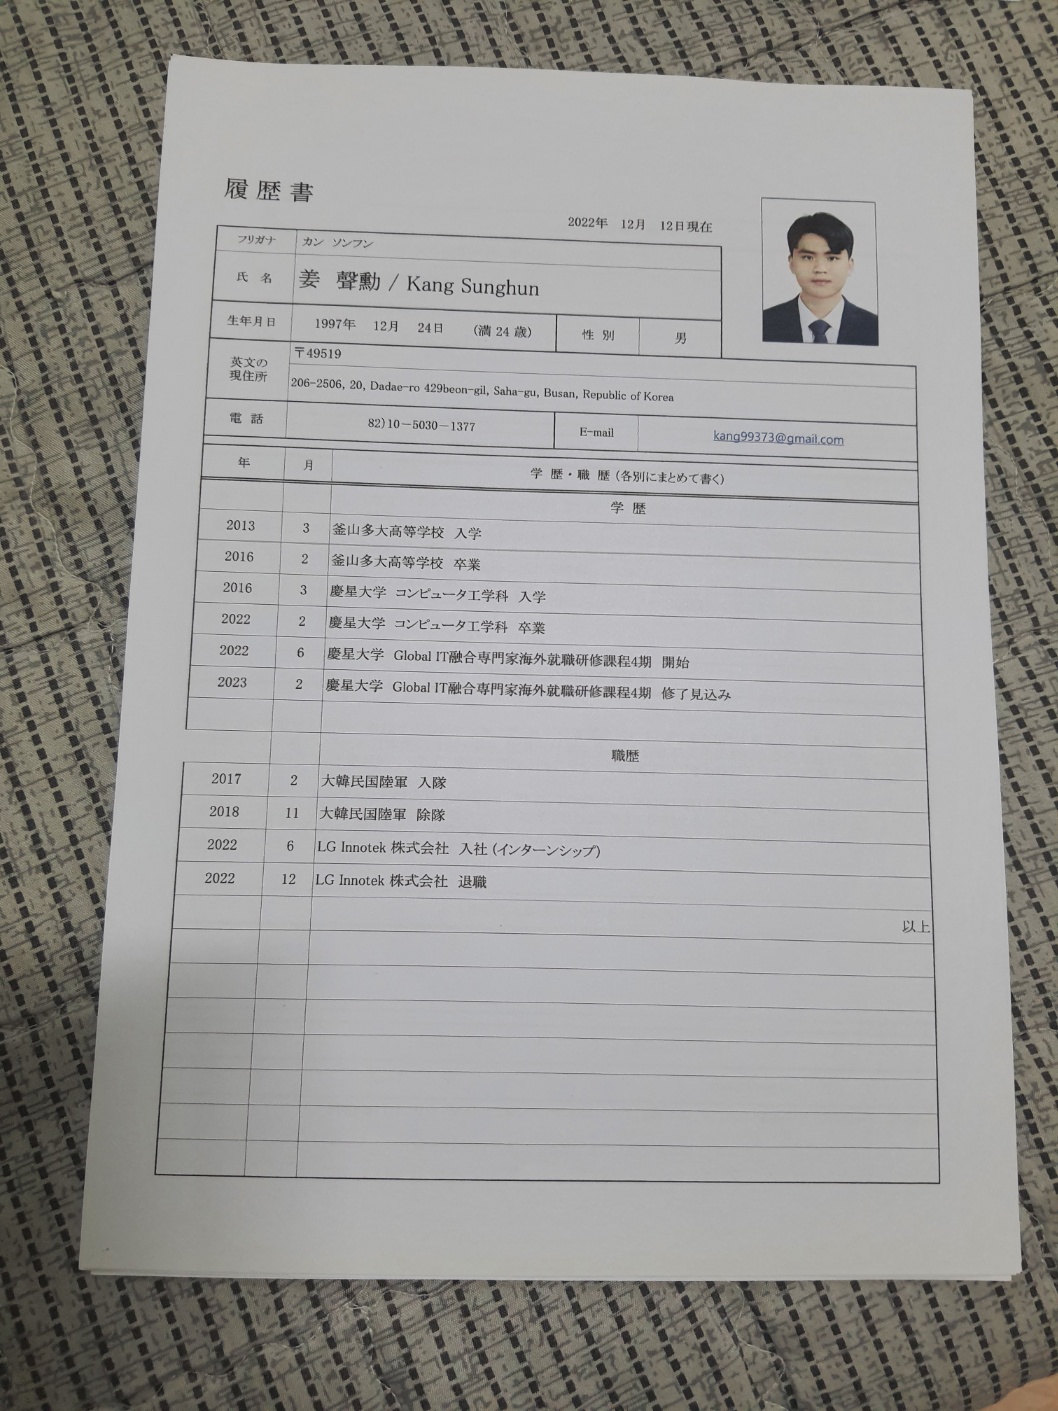 履歴書
2022年 12月 12日現在
フリガナ カン ソンフン
氏 名 姜 聲勳 / Kang Sunghun
生年月日 1997年 12月 24日 (満 24 歳) 性 別 男
英文の現住所 〒49519
206-2506, 20, Dadae-ro 429beon-gil, Saha-gu, Busan, Republic of Korea
電 話 82)10-5030-1377 E-mail kang99373@gmail.com
年 月 学 歴・職 歴 (各別にまとめて書く)
学 歴
2013 3 釜山多大高等学校 入学
2016 2 釜山多大高等学校 卒業
2016 3 慶星大学 コンピュータ工学科 入学
2022 2 慶星大学 コンピュータ工学科 卒業
2022 6 慶星大学 Global IT融合専門家海外就職研修課程4期 開始
2023 2 慶星大学 Global IT融合専門家海外就職研修課程4期 修了見込み
職歴
2017 2 大韓民国陸軍 入隊
2018 11 大韓民国陸軍 除隊
2022 6 LG Innotek 株式会社 入社 (インターンシップ)
2022 12 LG Innotek 株式会社 退職
以上